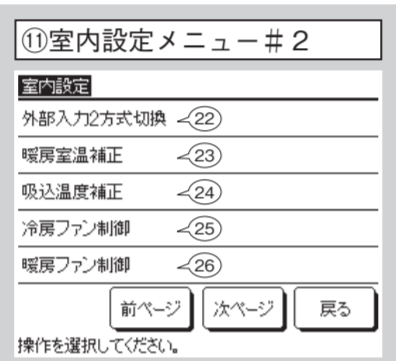 ⑪室内設定メニュー＃２
室内設定
外部入力2方式切換 22
暖房室温補正 23
吸込温度補正 24
冷房ファン制御 25
暖房ファン制御 26
前ページ 次ページ 戻る
操作を選択してください。